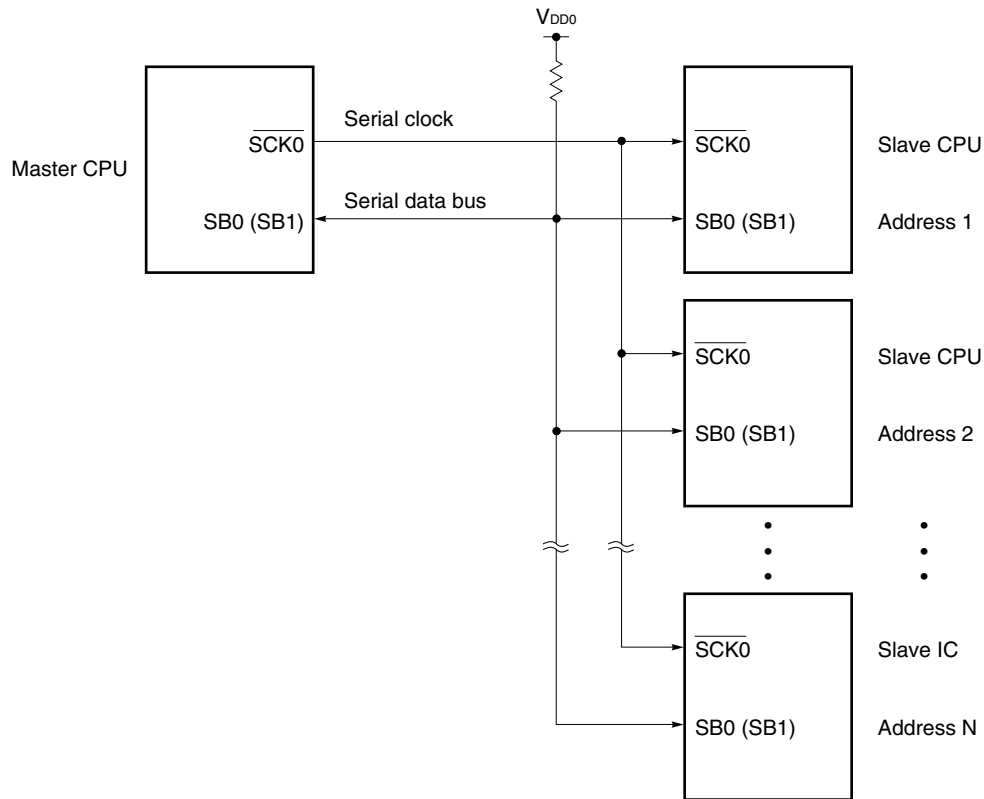 VDD0
Serial clock
SCK0
SCK0
Slave CPU
Master CPU
Serial data bus
SB0 (SB1)
SB0 (SB1)
Address 1
SCK0
Slave CPU
SB0 (SB1)
Address 2
SCK0
Slave IC
SB0 (SB1)
Address N